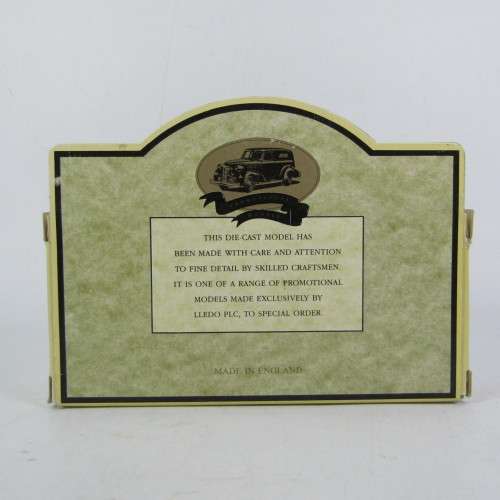 THIS DIE-CAST MODEL HAS
BEEN MADE WITH CARE AND ATTENTION
TO FINE DETAIL BY SKILLED CRAFTSMEN.
IT IS ONE OF A RANGE OF PROMOTIONAL
MODELS MADE EXCLUSIVELY BY
LLEDO PLC, TO SPECIAL ORDER.
MADE IN ENGLAND